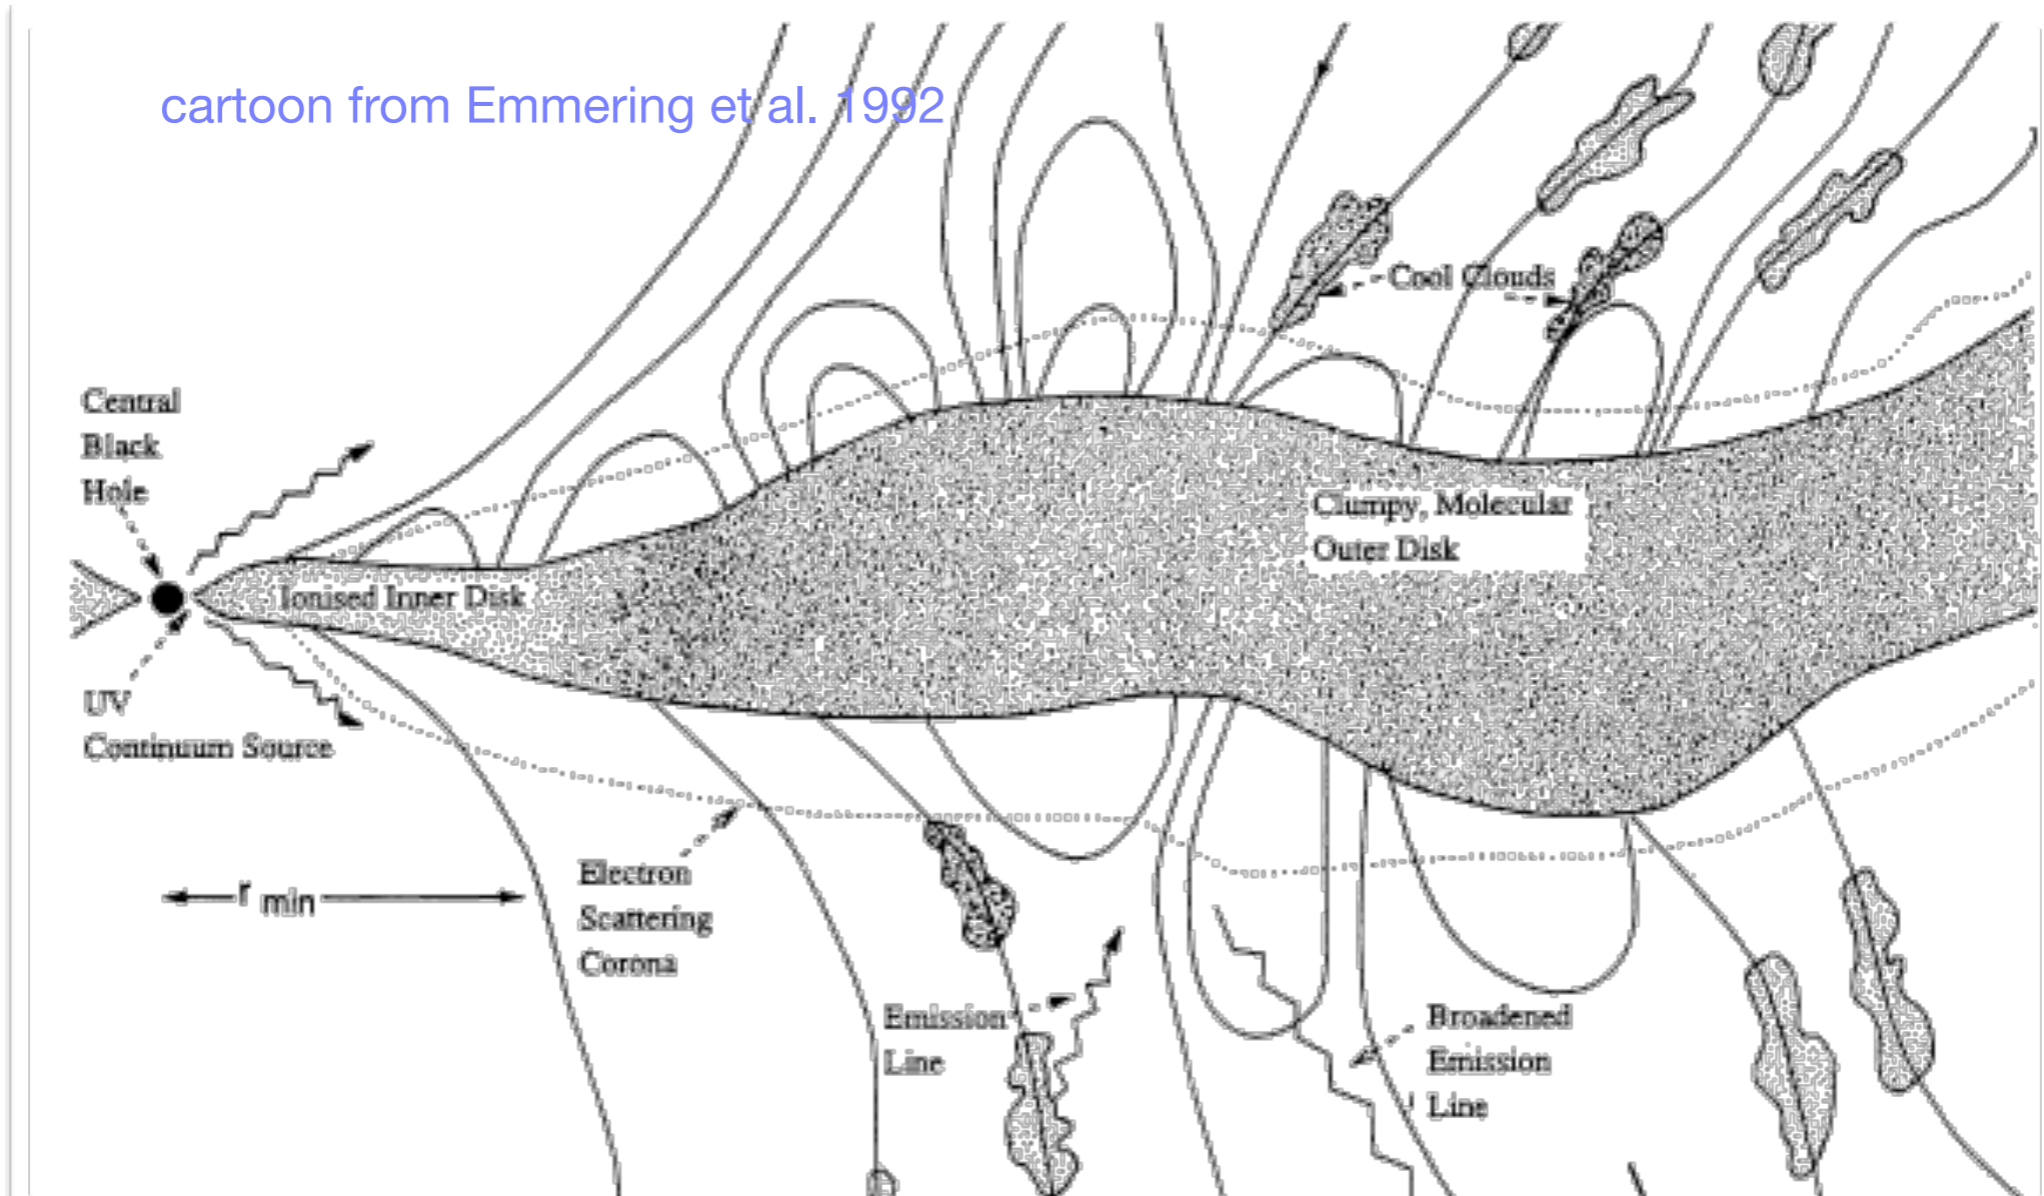 cartoon from Emmering et al. 1992
Central
Black
Hole
Cool Clouds
Clumpy, Molecular
Outer Disk
Ionised Inner Disk
UV
Continuum Source
r min
Electron
Scattering
Corona
Emission
Line
Broadened
Emission
Line